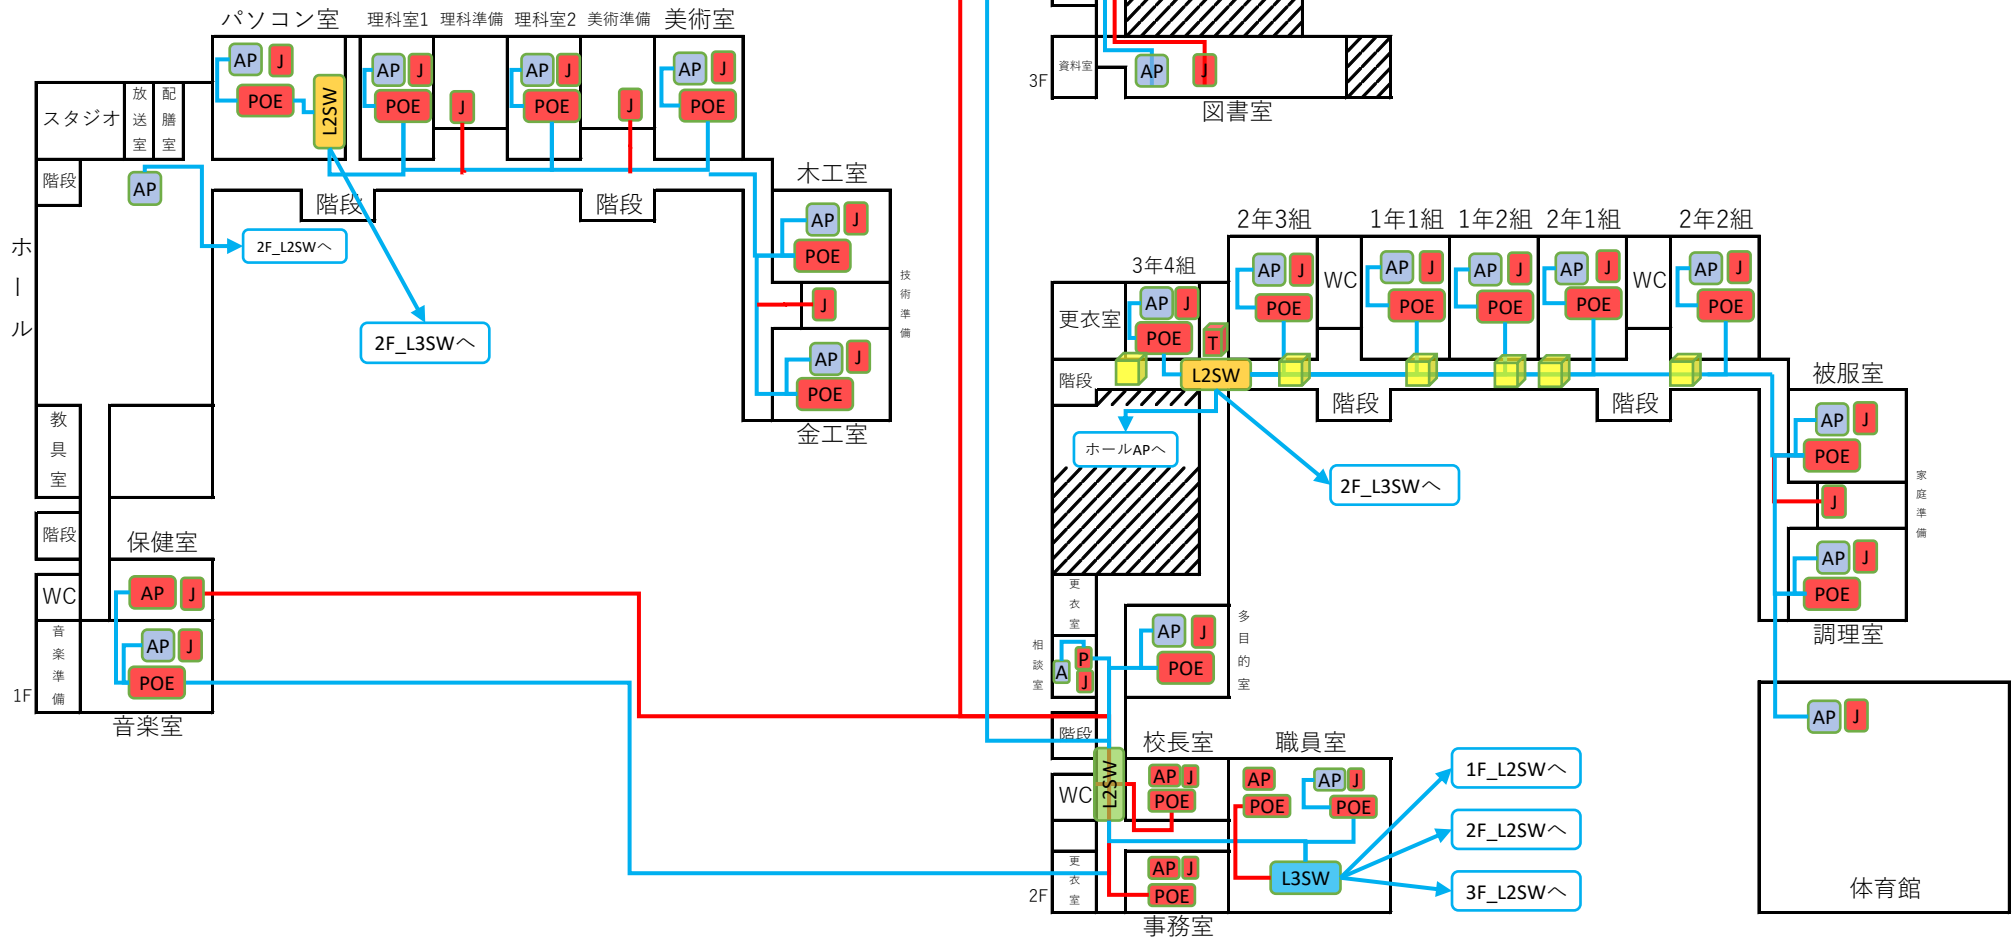 パソコン室
理科室1
理科準備
理科室2
美術準備
美術室
AP
J
POE
L2SW
AP
J
POE
J
AP
J
POE
J
AP
J
POE
スタジオ
放送室
配膳室
階段
AP
階段
階段
2F_L2SWへ
2F_L3SWへ
ホール
木工室
AP
J
POE
技術準備
J
AP
J
POE
金工室
教具室
階段
保健室
WC
AP
J
音楽準備
AP
J
POE
1F
音楽室
3F
資料室
AP
J
図書室
2年3組
1年1組
1年2組
2年1組
2年2組
3年4組
更衣室
AP
J
POE
T
AP
J
POE
WC
AP
J
POE
AP
J
POE
AP
J
POE
WC
AP
J
POE
階段
L2SW
階段
階段
ホールAPへ
2F_L3SWへ
被服室
AP
J
POE
家庭準備
J
AP
J
POE
調理室
更衣室
相談室
A
P
J
AP
J
POE
多目的室
階段
L2SW
WC
校長室
AP
J
POE
職員室
AP
POE
AP
J
POE
L3SW
1F_L2SWへ
2F_L2SWへ
3F_L2SWへ
更衣室
2F
AP
J
POE
事務室
AP
J
体育館